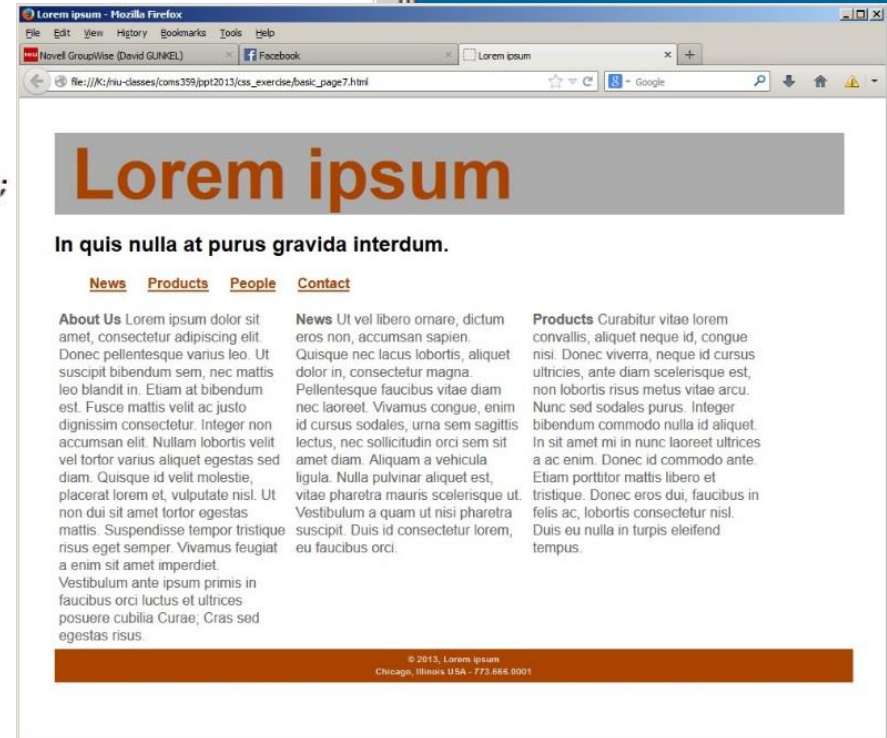 Lorem ipsum - Mozilla Firefox
File Edit View History Bookmarks Tools Help
NIU Novell GroupWise (David GUNKEL) × Facebook × Lorem ipsum × +
file:///K:/niu-classes/coms359/ppt2013/css_exercise/basic_page7.html Google
;
Lorem ipsum
In quis nulla at purus gravida interdum.
News Products People Contact
About Us Lorem ipsum dolor sit
amet, consectetur adipiscing elit.
Donec pellentesque varius leo. Ut
suscipit bibendum sem, nec mattis
leo blandit in. Etiam at bibendum
est. Fusce mattis velit ac justo
dignissim consectetur. Integer non
accumsan elit. Nullam lobortis velit
vel tortor varius aliquet egestas sed
diam. Quisque id velit molestie,
placerat lorem et, vulputate nisl. Ut
non dui sit amet tortor egestas
mattis. Suspendisse tempor tristique
risus eget semper. Vivamus feugiat
a enim sit amet imperdiet.
Vestibulum ante ipsum primis in
faucibus orci luctus et ultrices
posuere cubilia Curae; Cras sed
egestas risus.
News Ut vel libero ornare, dictum
eros non, accumsan sapien.
Quisque nec lacus lobortis, aliquet
dolor in, consectetur magna.
Pellentesque faucibus vitae diam
nec laoreet. Vivamus congue, enim
id cursus sodales, urna sem sagittis
lectus, nec sollicitudin orci sem sit
amet diam. Aliquam a vehicula
ligula. Nulla pulvinar aliquet est,
vitae pharetra mauris scelerisque ut.
Vestibulum a quam ut nisi pharetra
suscipit. Duis id consectetur lorem,
eu faucibus orci.
Products Curabitur vitae lorem
convallis, aliquet neque id, congue
nisi. Donec viverra, neque id cursus
ultricies, ante diam scelerisque est,
non lobortis risus metus vitae arcu.
Nunc sed sodales purus. Integer
bibendum commodo nulla id aliquet.
In sit amet mi in nunc laoreet ultrices
a ac enim. Donec id commodo ante.
Etiam porttitor mattis libero et
tristique. Donec eros dui, faucibus in
felis ac, lobortis consectetur nisl.
Duis eu nulla in turpis eleifend
tempus.
© 2013, Lorem ipsum
Chicago, Illinois USA - 773.666.0001